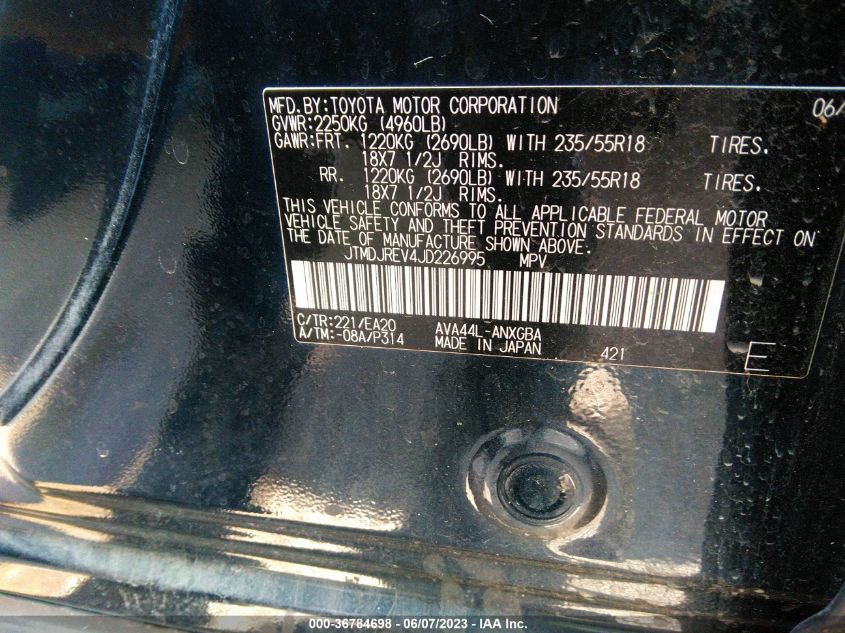 MFD.BY:TOYOTA MOTOR CORPORATION 06/
GVWR:2250KG (4960LB)
GAWR:FRT. 1220KG (2690LB) WITH 235/55R18 TIRES.
18X7 1/2J RIMS.
RR. 1220KG (2690LB) WITH 235/55R18 TIRES.
18X7 1/2J RIMS.
THIS VEHICLE CONFORMS TO ALL APPLICABLE FEDERAL MOTOR
VEHICLE SAFETY AND THEFT PREVENTION STANDARDS IN EFFECT ON
THE DATE OF MANUFACTURE SHOWN ABOVE.
JTMDJREV4JD226995 MPV
C/TR:221/EA20 AVA44L-ANXGBA
A/TM:-08A/P314 MADE IN JAPAN 421 E
000-36784698 - 06/07/2023 - IAA Inc.